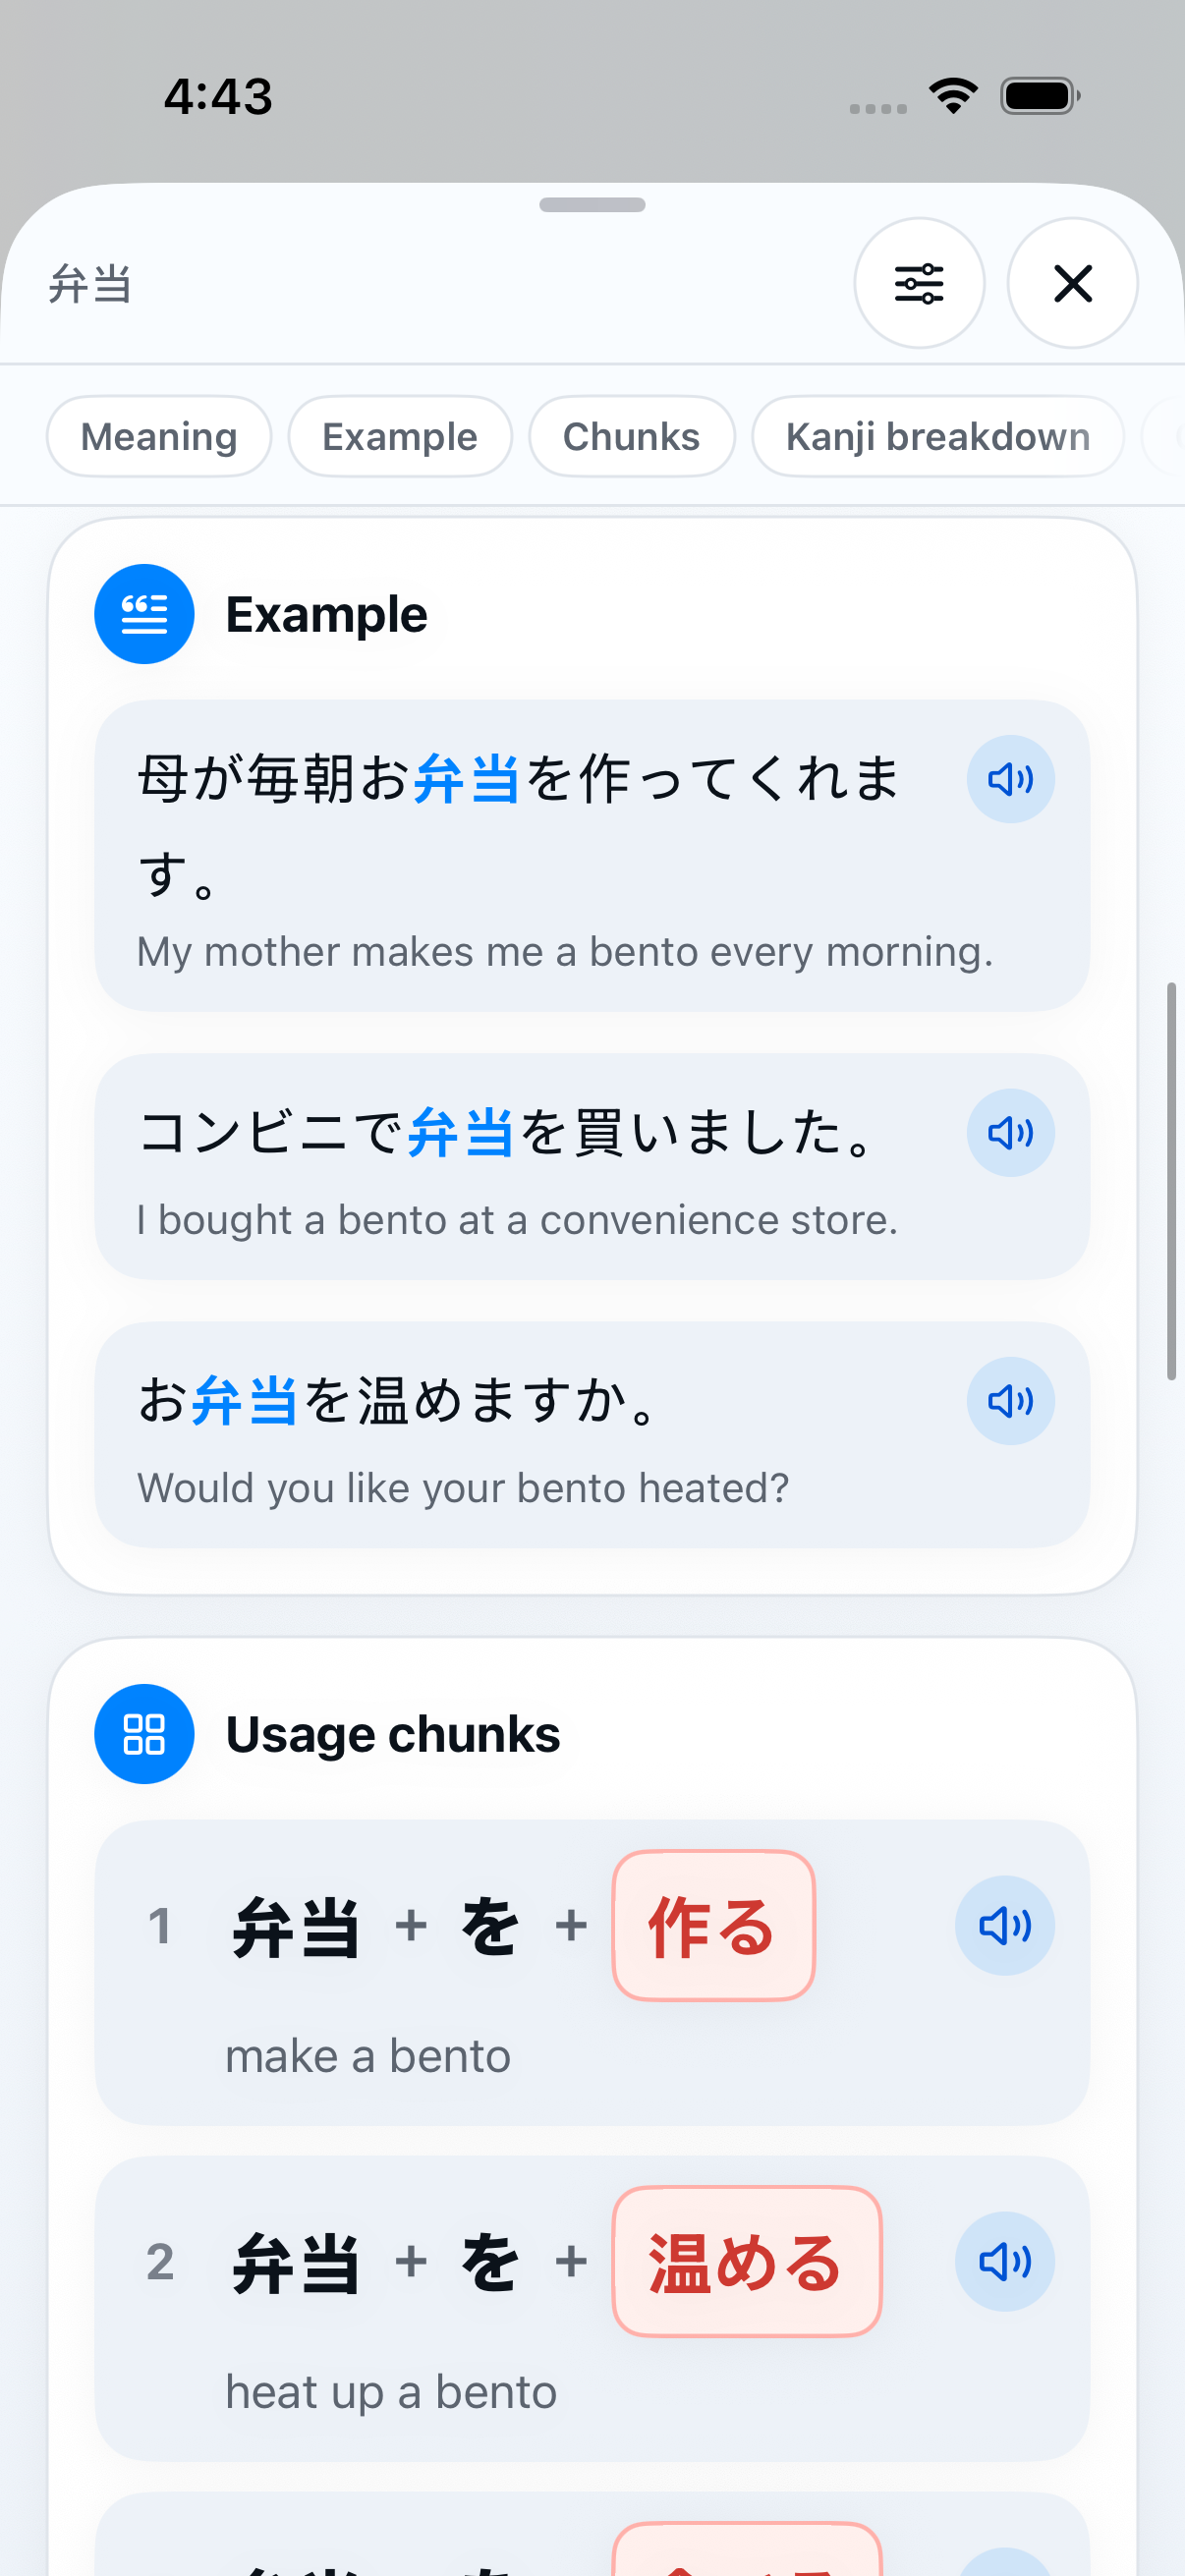 4:43
弁当
Meaning
Example
Chunks
Kanji breakdown
Example
母が毎朝お弁当を作ってくれま
す。
My mother makes me a bento every morning.
コンビニで弁当を買いました。
I bought a bento at a convenience store.
お弁当を温めますか。
Would you like your bento heated?
Usage chunks
1 弁当 + を + 作る
make a bento
2 弁当 + を + 温める
heat up a bento